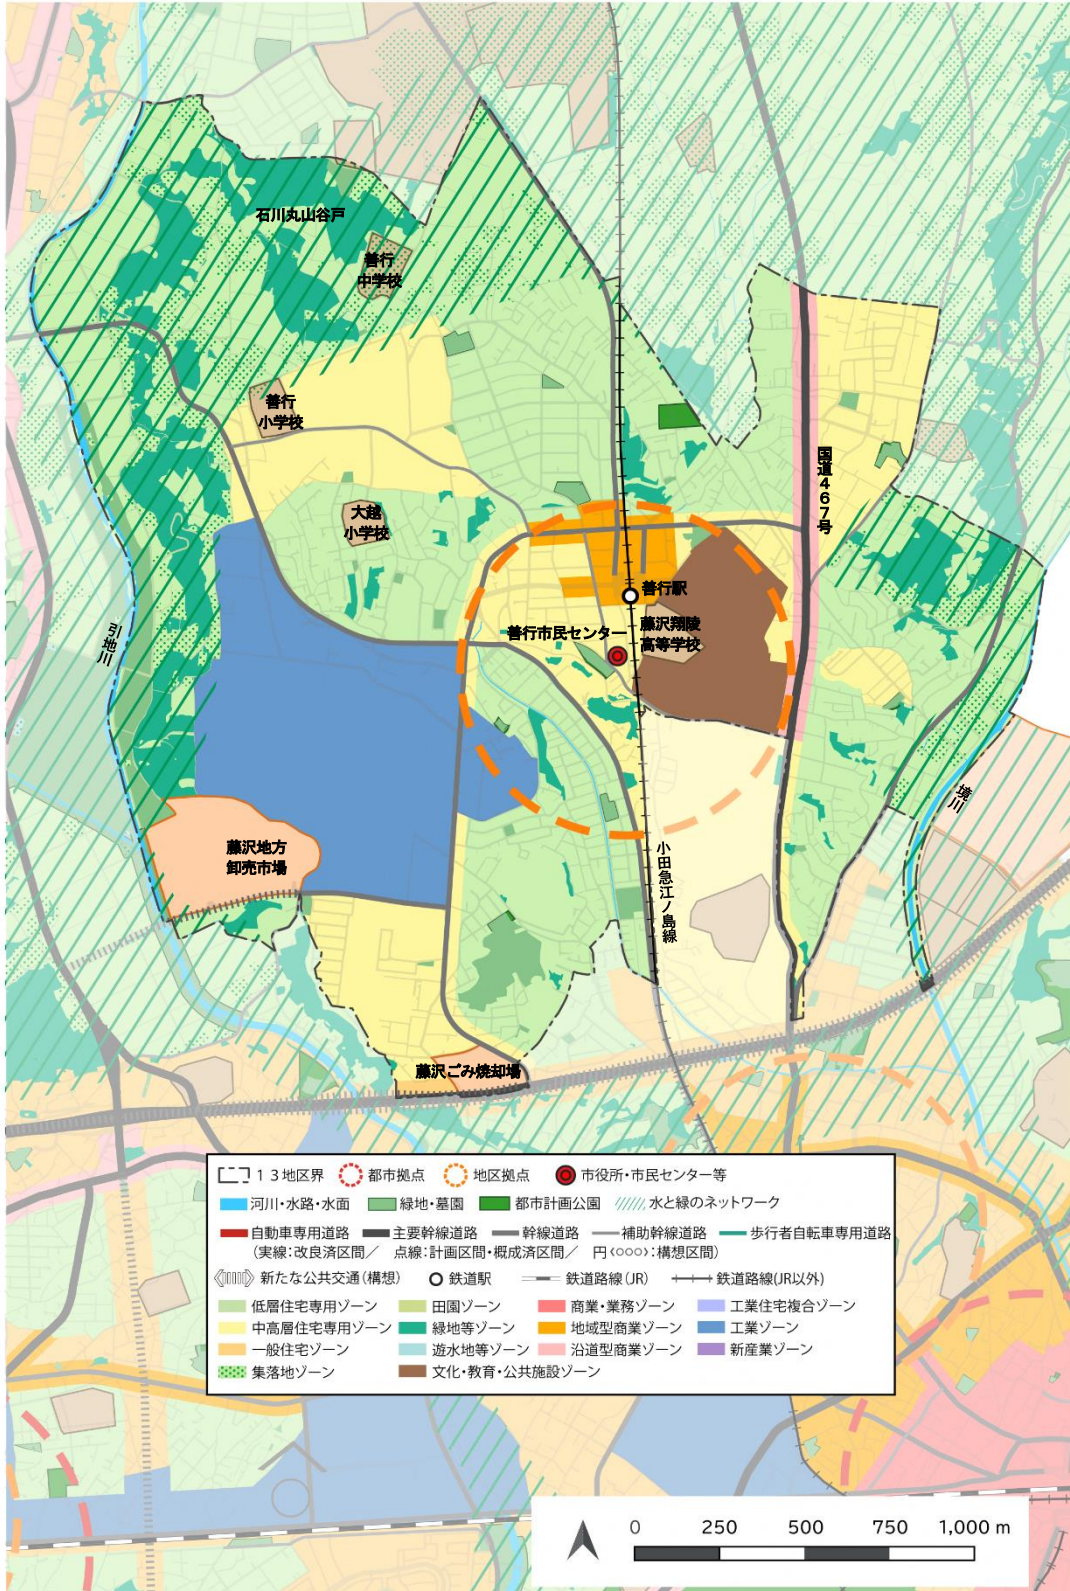 石川丸山谷戸
善行
中学校
善行
小学校
大越
小学校
国道467号
善行駅
藤沢翔陵
高等学校
善行市民センター
引地川
境川
藤沢地方
卸売市場
小田急江ノ島線
藤沢ごみ焼却場
13地区界 都市拠点 地区拠点 市役所・市民センター等
河川・水路・水面 緑地・墓園 都市計画公園 水と緑のネットワーク
自動車専用道路 主要幹線道路 幹線道路 補助幹線道路 歩行者自転車専用道路
(実線:改良済区間/ 点線:計画区間・概成済区間/ 円(○○○):構想区間)
新たな公共交通(構想) 鉄道駅 鉄道路線(JR) 鉄道路線(JR以外)
低層住宅専用ゾーン 田園ゾーン 商業・業務ゾーン 工業住宅複合ゾーン
中高層住宅専用ゾーン 緑地等ゾーン 地域型商業ゾーン 工業ゾーン
一般住宅ゾーン 遊水地等ゾーン 沿道型商業ゾーン 新産業ゾーン
集落地ゾーン 文化・教育・公共施設ゾーン
0 250 500 750 1,000 m